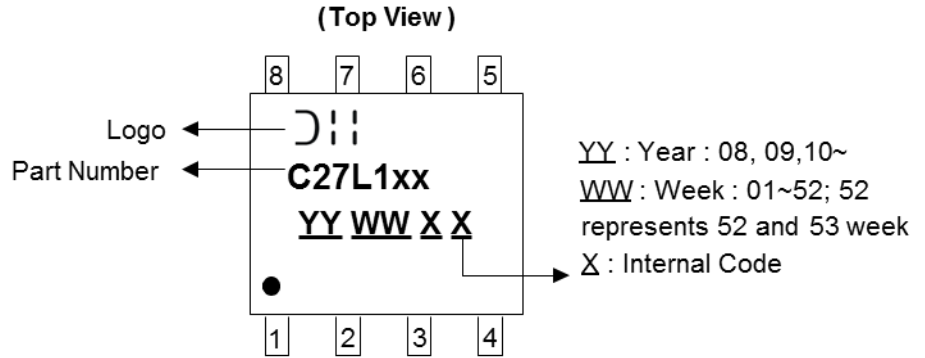 (Top View)
8 7 6 5
Logo
Part Number
C27L1xx
YY WW X X
YY : Year : 08, 09,10~
WW : Week : 01~52; 52
represents 52 and 53 week
X : Internal Code
1 2 3 4